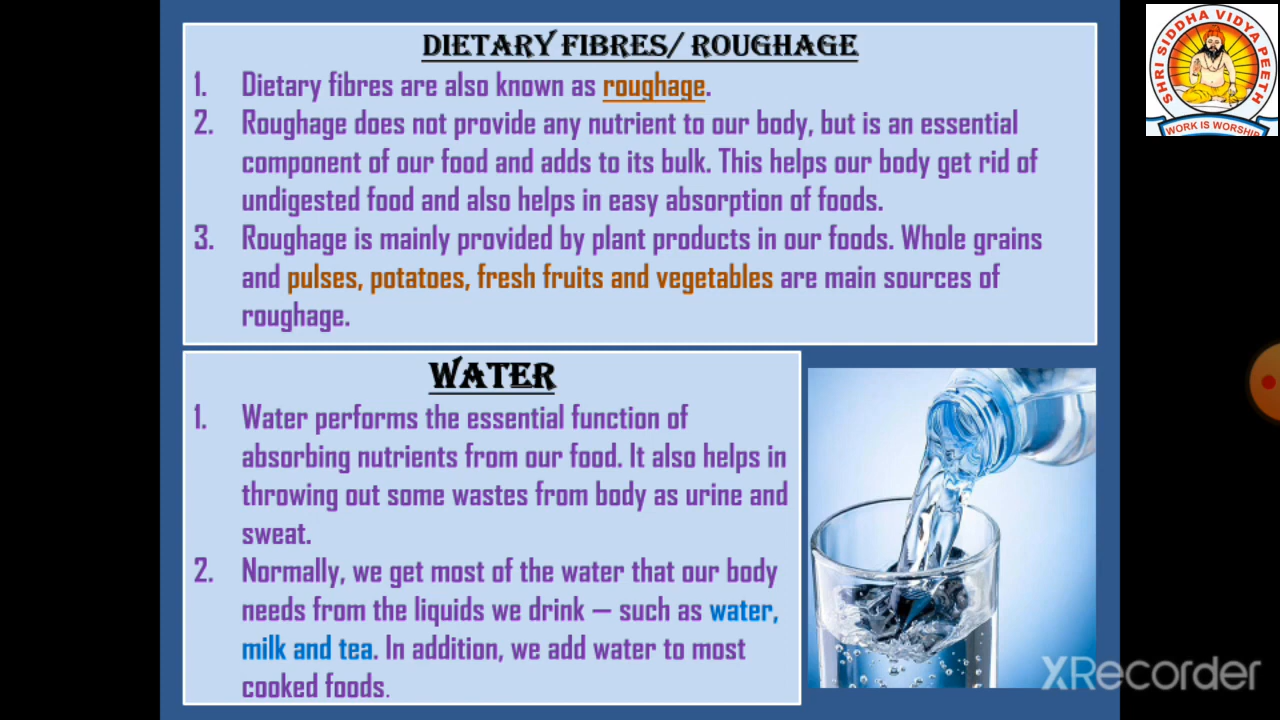 DIETARY FIBRES/ ROUGHAGE
1. Dietary fibres are also known as roughage.
2. Roughage does not provide any nutrient to our body, but is an essential
component of our food and adds to its bulk. This helps our body get rid of
undigested food and also helps in easy absorption of foods.
3. Roughage is mainly provided by plant products in our foods. Whole grains
and pulses, potatoes, fresh fruits and vegetables are main sources of
roughage.
WATER
1. Water performs the essential function of
absorbing nutrients from our food. It also helps in
throwing out some wastes from body as urine and
sweat.
2. Normally, we get most of the water that our body
needs from the liquids we drink – such as water,
milk and tea. In addition, we add water to most
cooked foods.
SHRI SIDDHA VIDYA PEETH
WORK IS WORSHIP
XRecorder